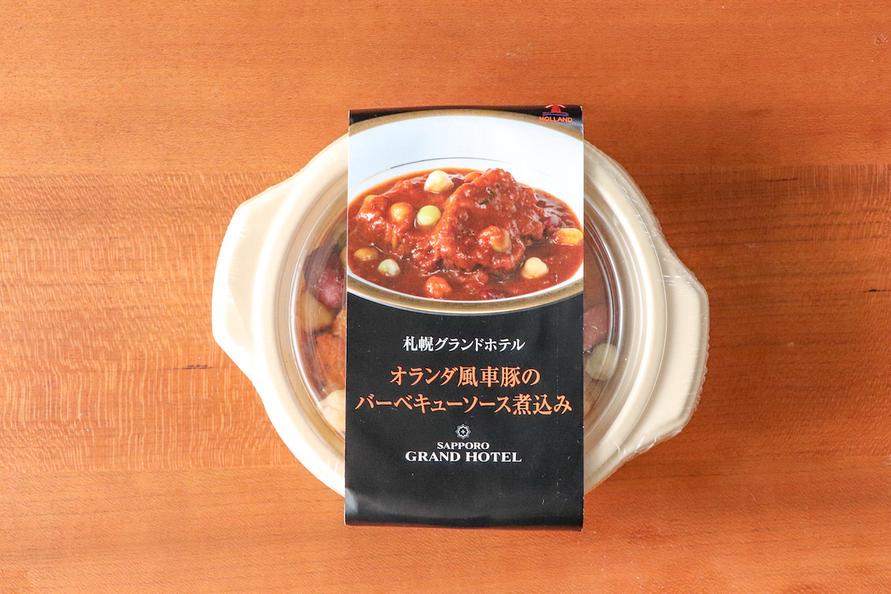 HOLLAND
札幌グランドホテル
オランダ風車豚の
バーベキューソース煮込み
SAPPORO
GRAND HOTEL